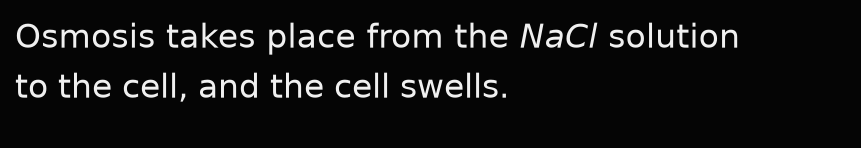 Osmosis takes place from the NaCl solution
to the cell, and the cell swells.